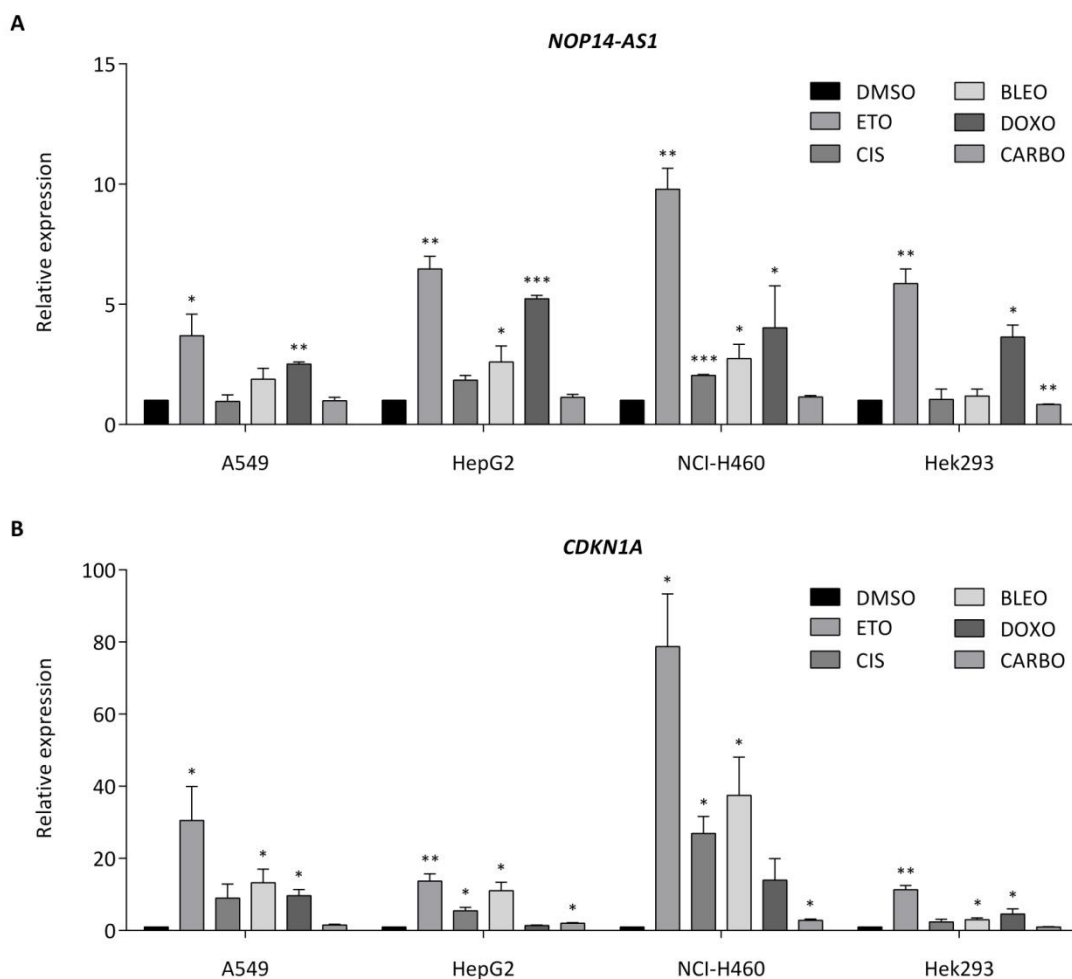 A
NOP14-AS1
15
10
5
0
Relative expression
DMSO
ETO
CIS
BLEO
DOXO
CARBO
* ** ** * *** *** * ** * ** * **
A549 HepG2 NCI-H460 Hek293
B
CDKN1A
100
80
60
40
20
0
Relative expression
DMSO
ETO
CIS
BLEO
DOXO
CARBO
* * * ** * * * * * * * ** * *
A549 HepG2 NCI-H460 Hek293